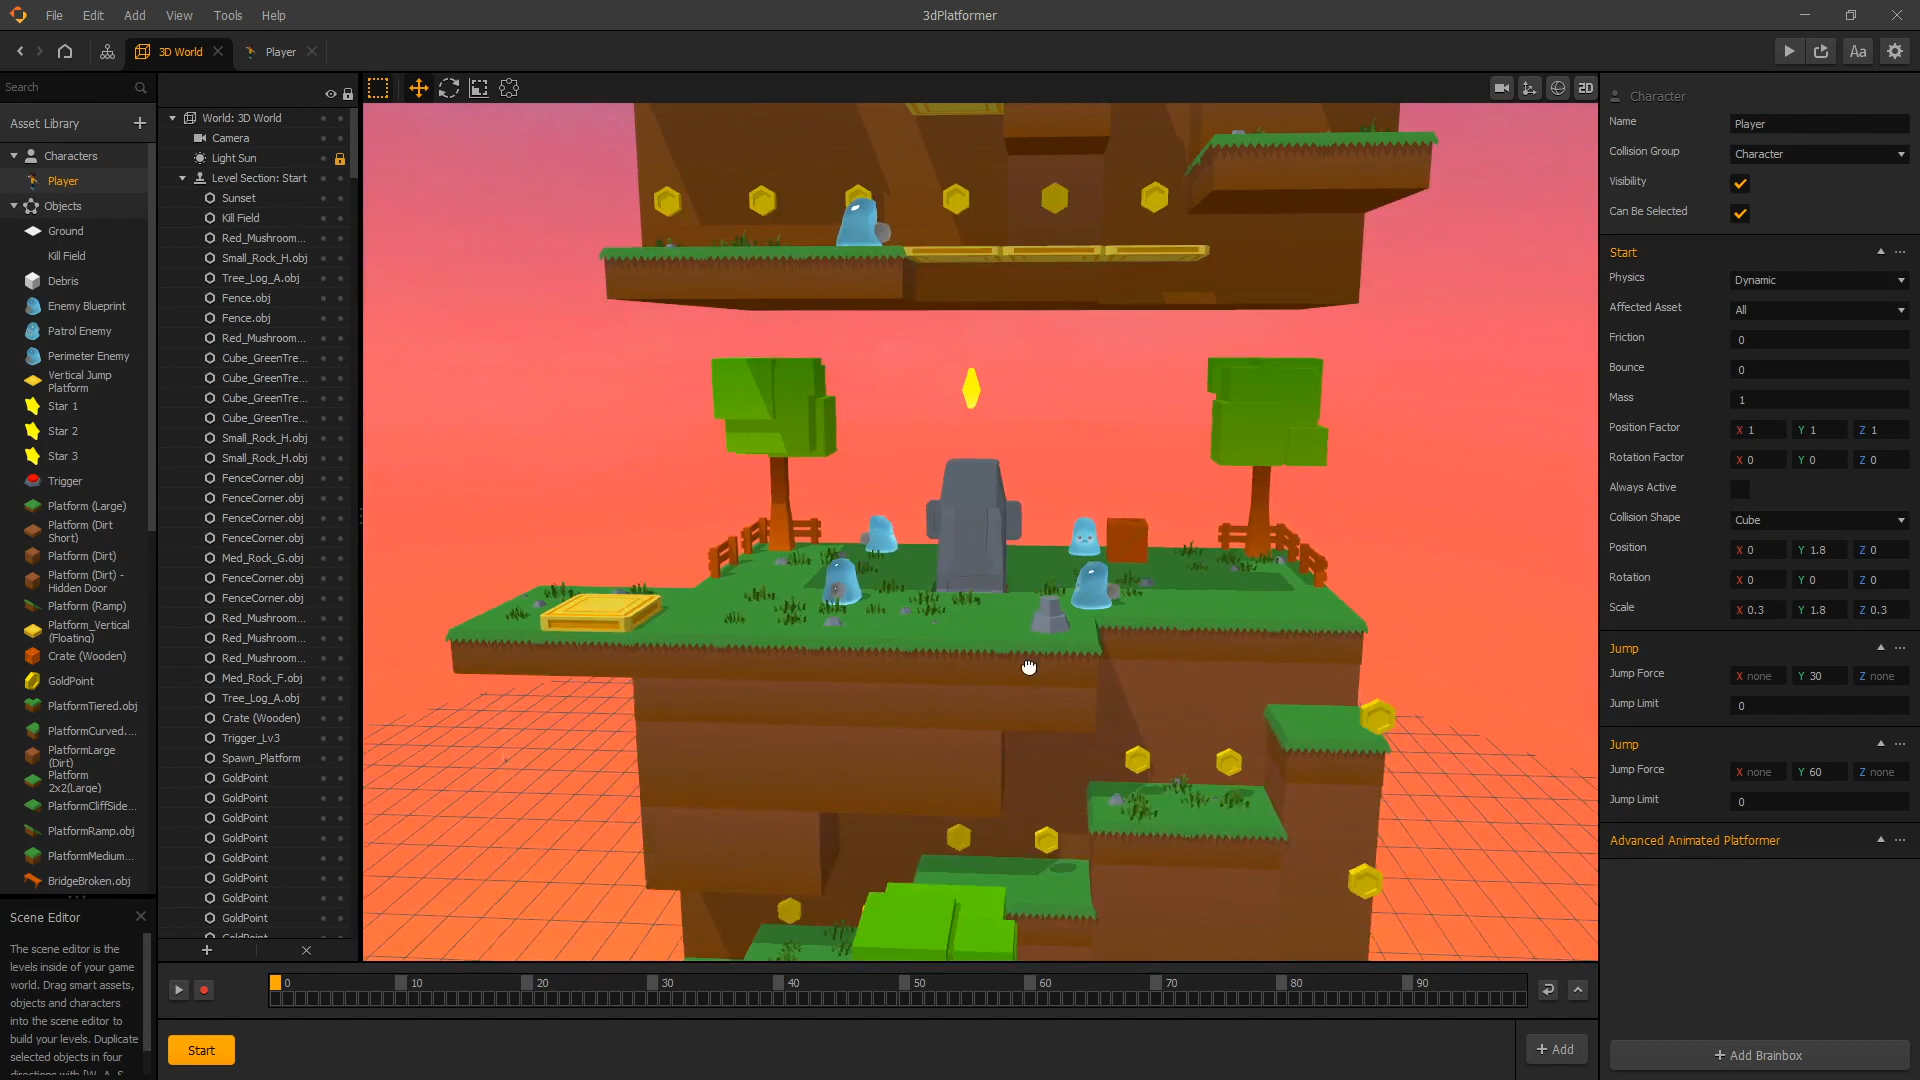 File Edit Add View Tools Help
3dPlatformer
3D World
Player
Aa
Search
Asset Library
Characters
Player
Objects
Ground
Kill Field
Debris
Enemy Blueprint
Patrol Enemy
Perimeter Enemy
Vertical Jump
Platform
Star 1
Star 2
Star 3
Trigger
Platform (Large)
Platform (Dirt
Short)
Platform (Dirt)
Platform (Dirt) -
Hidden Door
Platform (Ramp)
Platform_Vertical
(Floating)
Crate (Wooden)
GoldPoint
PlatformTiered.obj
PlatformCurved....
PlatformLarge
(Dirt)
Platform
2x2(Large)
PlatformCliffSide...
PlatformRamp.obj
PlatformMedium...
BridgeBroken.obj
Scene Editor
The scene editor is the
levels inside of your game
world. Drag smart assets,
objects and characters
into the scene editor to
build your levels. Duplicate
selected objects in four
directions with [W, A, S,
World: 3D World
Camera
Light Sun
Level Section: Start
Sunset
Kill Field
Red_Mushroom...
Small_Rock_H.obj
Tree_Log_A.obj
Fence.obj
Fence.obj
Red_Mushroom...
Cube_GreenTre...
Cube_GreenTre...
Cube_GreenTre...
Cube_GreenTre...
Small_Rock_H.obj
Small_Rock_H.obj
FenceCorner.obj
FenceCorner.obj
FenceCorner.obj
FenceCorner.obj
Med_Rock_G.obj
FenceCorner.obj
FenceCorner.obj
Red_Mushroom...
Red_Mushroom...
Red_Mushroom...
Med_Rock_F.obj
Tree_Log_A.obj
Crate (Wooden)
Trigger_Lv3
Spawn_Platform
GoldPoint
GoldPoint
GoldPoint
GoldPoint
GoldPoint
GoldPoint
GoldPoint
GoldPoint
GoldPoint
2D
0 10 20 30 40 50 60 70 80 90
Start
+ Add
Character
Name Player
Collision Group Character
Visibility
Can Be Selected
Start
Physics Dynamic
Affected Asset All
Friction 0
Bounce 0
Mass 1
Position Factor X 1 Y 1 Z 1
Rotation Factor X 0 Y 0 Z 0
Always Active
Collision Shape Cube
Position X 0 Y 1.8 Z 0
Rotation X 0 Y 0 Z 0
Scale X 0.3 Y 1.8 Z 0.3
Jump
Jump Force X none Y 30 Z none
Jump Limit 0
Jump
Jump Force X none Y 60 Z none
Jump Limit 0
Advanced Animated Platformer
+ Add Brainbox